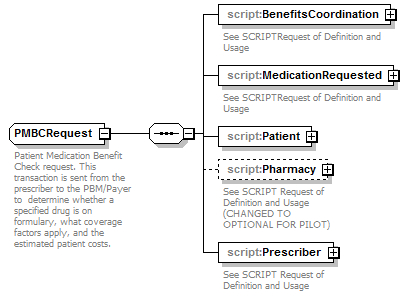 script:BenefitsCoordination
See SCRIPTRequest of Definition and
Usage
script:MedicationRequested
See SCRIPTRequest of Definition and
Usage
PMBCRequest
Patient Medication Benefit
Check request. This
transaction is sent from the
prescriber to the PBM/Payer
to determine whether a
specified drug is on
formulary, what coverage
factors apply, and the
estimated patient costs.
script:Patient
script:Pharmacy
See SCRIPT Request of
Definition and Usage
(CHANGED TO
OPTIONAL FOR PILOT)
script:Prescriber
See SCRIPT Request of
Definition and Usage